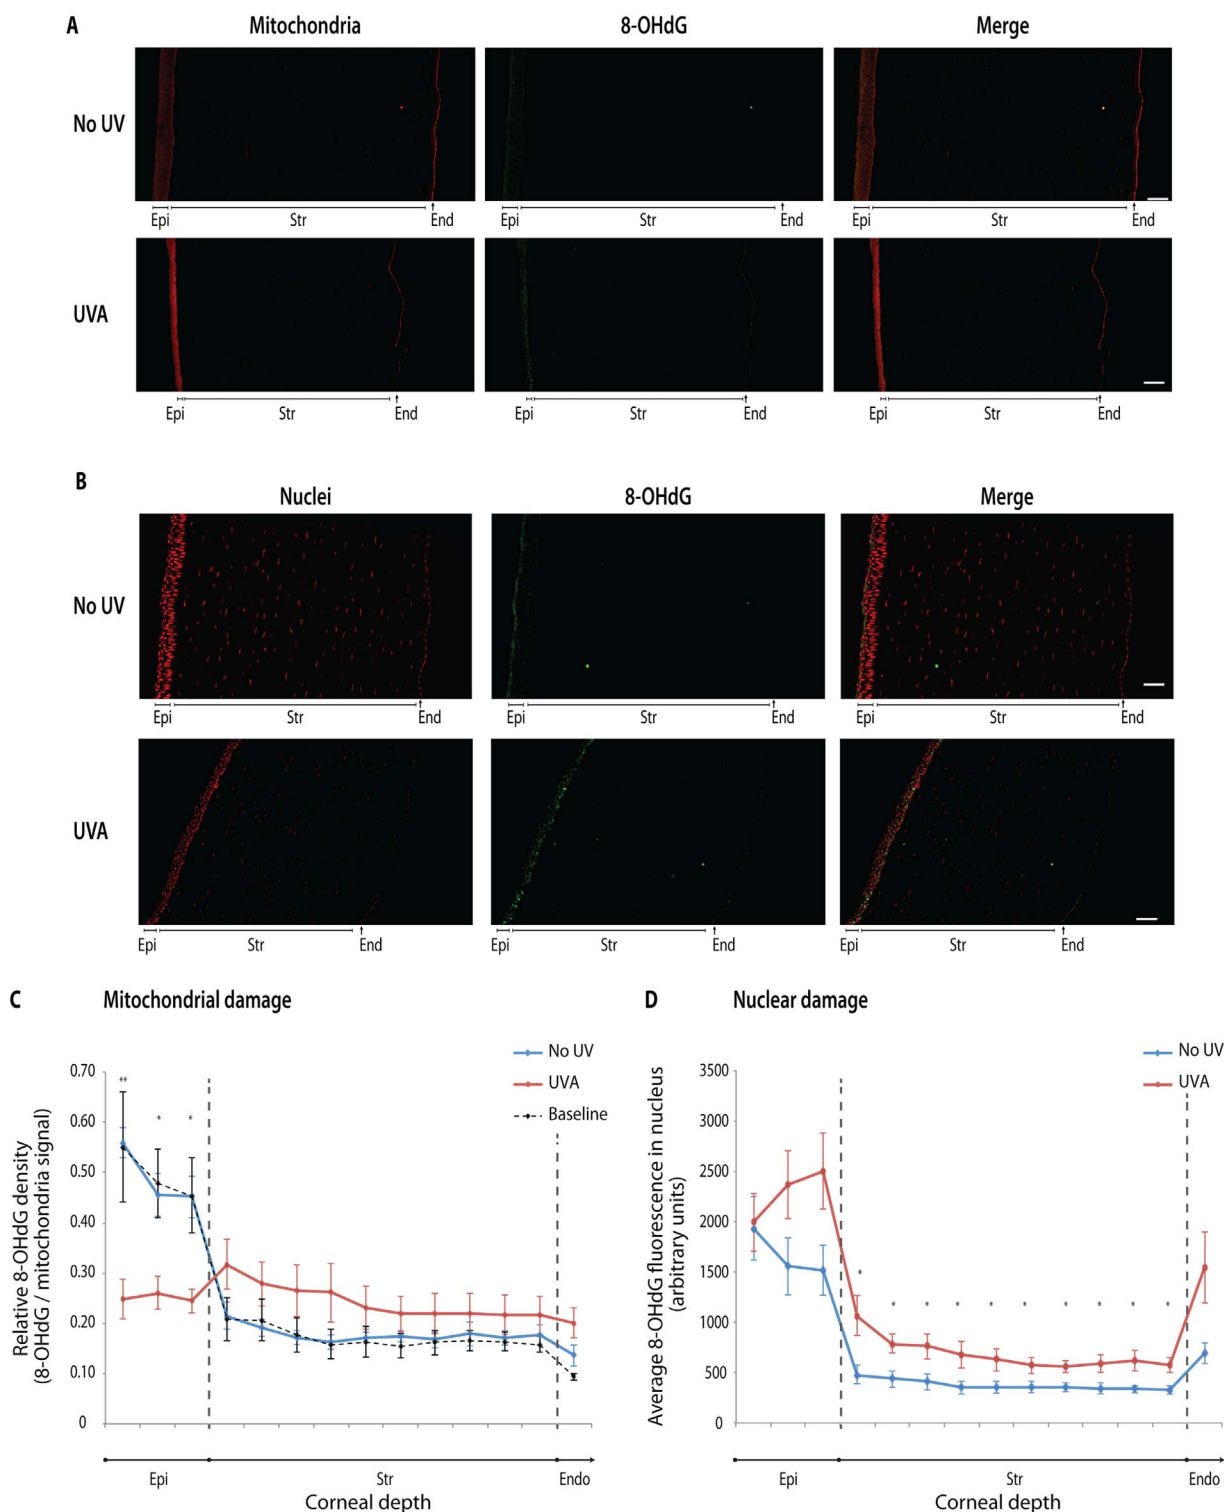 A
Mitochondria 8-OHdG Merge
No UV
Epi Str End Epi Str End Epi Str End
UVA
Epi Str End Epi Str End Epi Str End
B
Nuclei 8-OHdG Merge
No UV
Epi Str End Epi Str End Epi Str End
UVA
Epi Str End Epi Str End Epi Str End
C Mitochondrial damage
No UV
UVA
Baseline
Relative 8-OHdG density
(8-OHdG / mitochondria signal)
0.70
0.60
0.50
0.40
0.30
0.20
0.10
0
** * *
Epi Str Endo
Corneal depth
D Nuclear damage
No UV
UVA
Average 8-OHdG fluorescence in nucleus
(arbitrary units)
3500
3000
2500
2000
1500
1000
500
0
* * * * * * * * * *
Epi Str Endo
Corneal depth